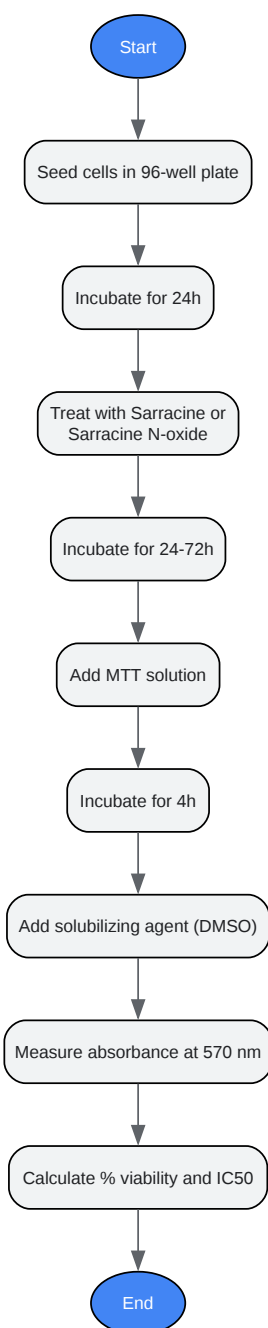 Start
Seed cells in 96-well plate
Incubate for 24h
Treat with Sarracine or
Sarracine N-oxide
Incubate for 24-72h
Add MTT solution
Incubate for 4h
Add solubilizing agent (DMSO)
Measure absorbance at 570 nm
Calculate % viability and IC50
End